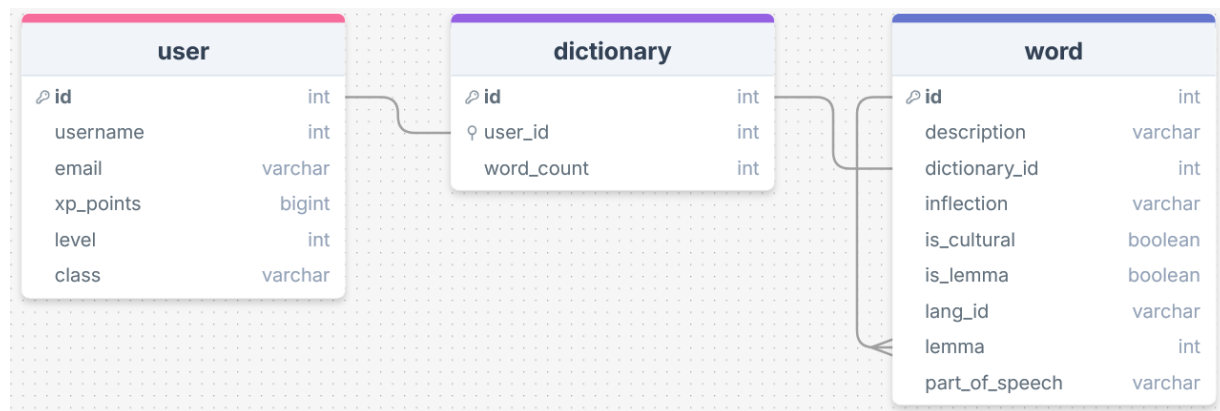 user
id int
username int
email varchar
xp_points bigint
level int
class varchar
dictionary
id int
user_id int
word_count int
word
id int
description varchar
dictionary_id int
inflection varchar
is_cultural boolean
is_lemma boolean
lang_id varchar
lemma int
part_of_speech varchar